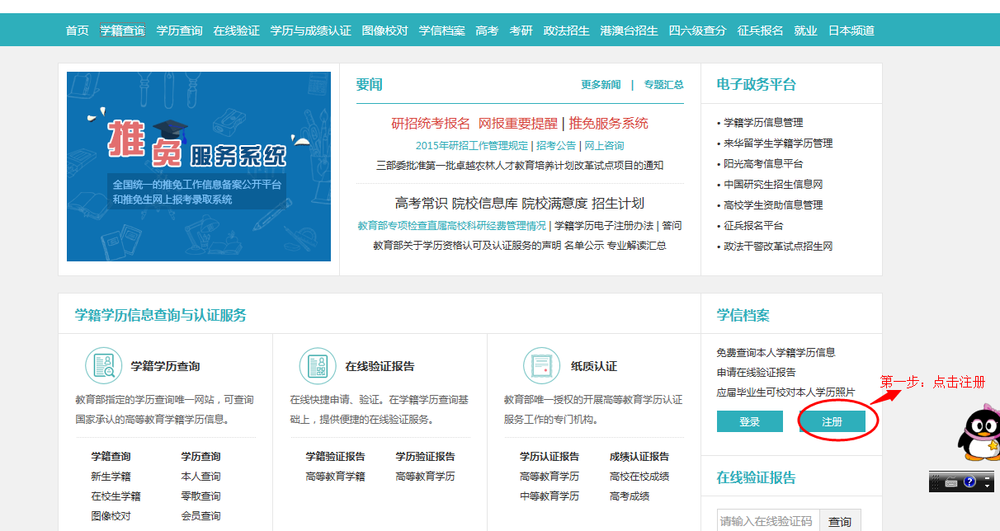 首页 学籍查询 学历查询 在线验证 学历与成绩认证 图像校对 学信档案 高考 考研 政法招生 港澳台招生 四六级查分 征兵报名 就业 日本频道
推免服务系统
全国统一的推免工作信息备案公开平台
和推免生网上报考录取系统
要闻 更多新闻 | 专题汇总
研招统考报名 网报重要提醒 | 推免服务系统
2015年研招工作管理规定 | 招考公告 | 网上咨询
三部委批准第一批卓越农林人才教育培养计划改革试点项目的通知
高考常识 院校信息库 院校满意度 招生计划
教育部专项检查直属高校科研经费管理情况 | 学籍学历电子注册办法 | 答问
教育部关于学历资格认可及认证服务的声明 名单公示 专业解读汇总
电子政务平台
• 学籍学历信息管理
• 来华留学生学籍学历管理
• 阳光高考信息平台
• 中国研究生招生信息网
• 高校学生资助信息管理
• 征兵报名平台
• 政法干警改革试点招生网
学籍学历信息查询与认证服务
学籍学历查询
教育部指定的学历查询唯一网站，可查询
国家承认的高等教育学籍学历信息。
学籍查询 学历查询
新生学籍 本人查询
在校生学籍 零散查询
图像校对 会员查询
在线验证报告
在线快捷申请、验证。在学籍学历查询基
础上，提供便捷的在线验证服务。
学籍验证报告 学历验证报告
高等教育学籍 高等教育学历
纸质认证
教育部唯一授权的开展高等教育学历认证
服务工作的专门机构。
学历认证报告 成绩认证报告
高等教育学历 高校在校成绩
中等教育学历 高考成绩
学信档案
免费查询本人学籍学历信息
申请在线验证报告
应届毕业生可校对本人学历照片
登录 注册
第一步：点击注册
在线验证报告
请输入在线验证码 查询